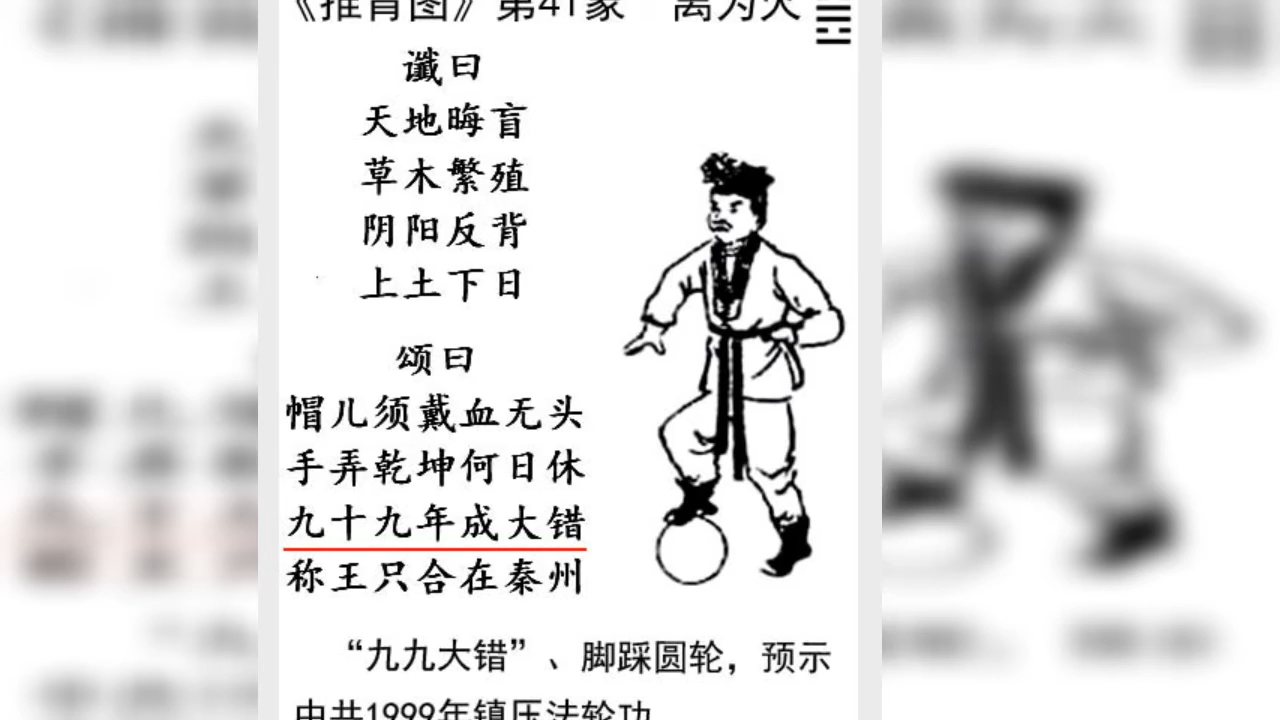 《推背图》第41象 离为火
谶曰
天地晦盲
草木繁殖
阴阳反背
上土下日
颂曰
帽儿须戴血无头
手弄乾坤何日休
九十九年成大错
称王只合在秦州
“九九大错”、脚踩圆轮，预示
中共1999年镇压法轮功